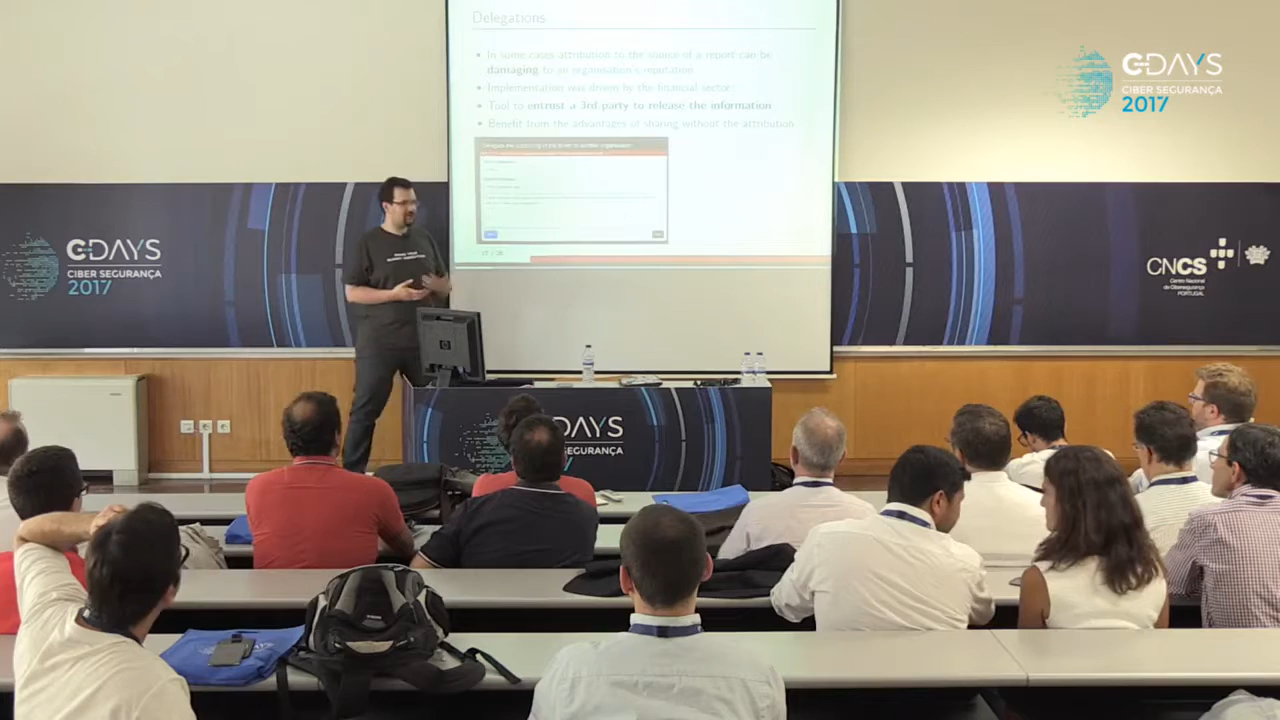 Delegations
• In some cases attribution to the source of a report can be
damaging to an organisation's reputation
• Implementation was driven by the financial sector
• Tool to entrust a 3rd party to release the information
• Benefit from the advantages of sharing without the attribution
C-DAYS
CIBER SEGURANÇA
2017
C-DAYS
CIBER SEGURANÇA
2017
CNCS
Centro Nacional
de Cibersegurança
PORTUGAL
DAYS
SEGURANÇA
2017